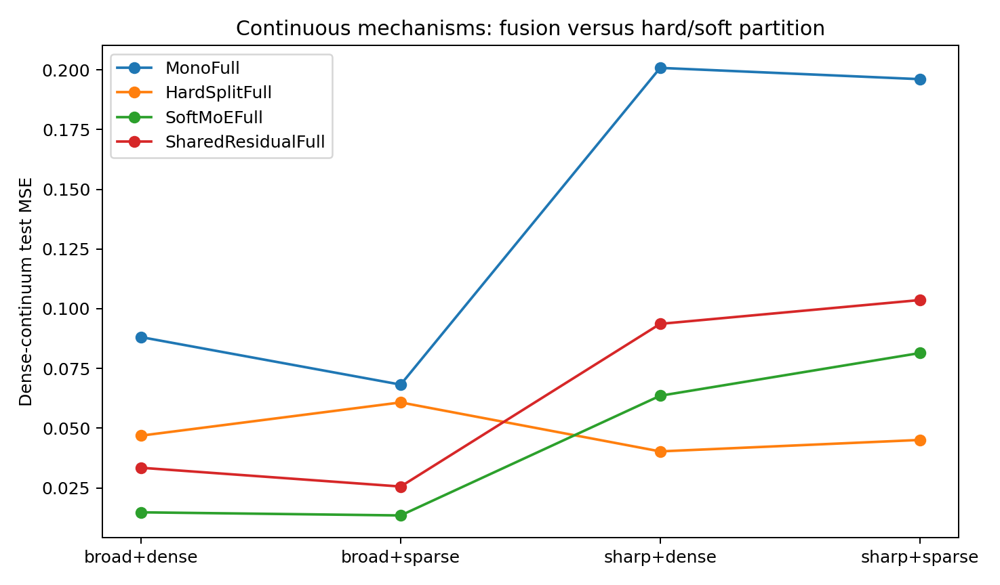 Continuous mechanisms: fusion versus hard/soft partition
MonoFull
HardSplitFull
SoftMoEFull
SharedResidualFull
Dense-continuum test MSE
0.200
0.175
0.150
0.125
0.100
0.075
0.050
0.025
broad+dense
broad+sparse
sharp+dense
sharp+sparse